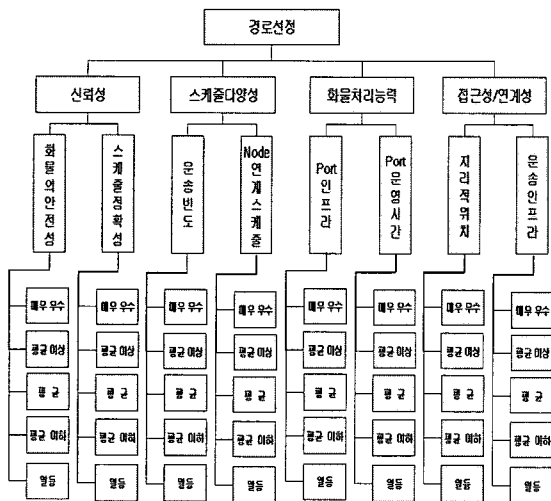 경로선정
신뢰성 스케줄다양성 화물처리능력 접근성/연계성
화물의안전성 스케줄정확성 운송빈도 Node연계스케줄 Port인프라 Port운영시간 지리적위치 운송인프라
매우 우수 매우 우수 매우 우수 매우 우수 매우 우수 매우 우수 매우 우수 매우 우수
평균 이상 평균 이상 평균 이상 평균 이상 평균 이상 평균 이상 평균 이상 평균 이상
평 균 평 균 평 균 평 균 평 균 평 균 평 균 평 균
평균 이하 평균 이하 평균 이하 평균 이하 평균 이하 평균 이하 평균 이하 평균 이하
열등 열등 열등 열등 열등 열등 열등 열등